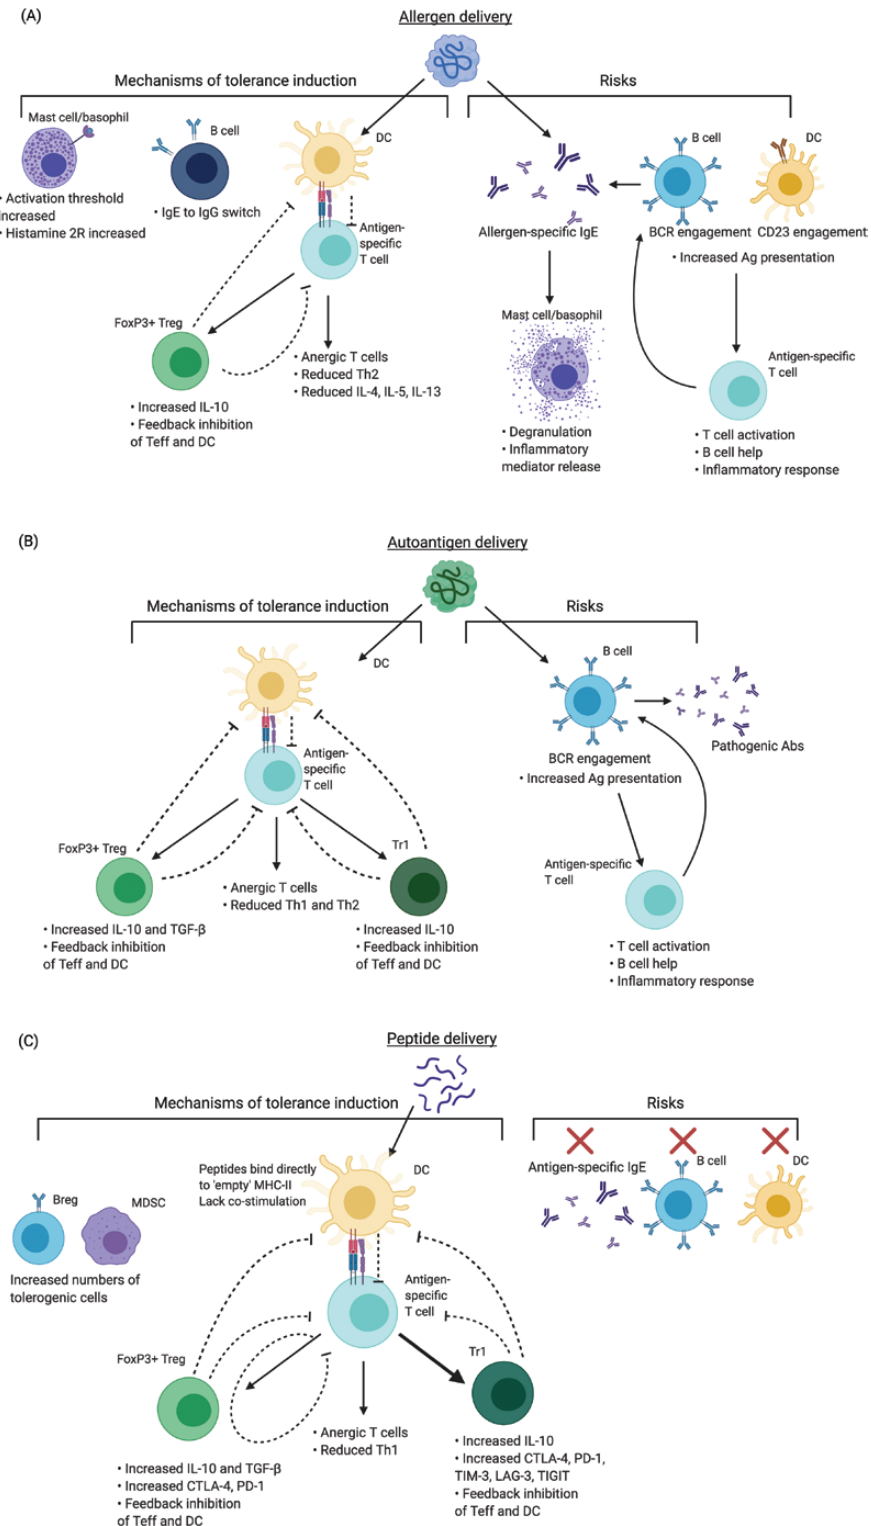 (A)
Allergen delivery
Mechanisms of tolerance induction
Risks
Mast cell/basophil
B cell
DC
B cell
DC
• Activation threshold
increased
• Histamine 2R increased
• IgE to IgG switch
Antigen-
specific
T cell
Allergen-specific IgE
BCR engagement
CD23 engagement
• Increased Ag presentation
FoxP3+ Treg
Mast cell/basophil
• Anergic T cells
• Reduced Th2
• Reduced IL-4, IL-5, IL-13
Antigen-specific
T cell
• Increased IL-10
• Feedback inhibition
of Teff and DC
• Degranulation
• Inflammatory
mediator release
• T cell activation
• B cell help
• Inflammatory response
(B)
Autoantigen delivery
Mechanisms of tolerance induction
Risks
DC
B cell
Antigen-
specific
T cell
BCR engagement
• Increased Ag presentation
Pathogenic Abs
FoxP3+ Treg
Tr1
Antigen-specific
T cell
• Anergic T cells
• Reduced Th1 and Th2
• Increased IL-10 and TGF-β
• Feedback inhibition
of Teff and DC
• Increased IL-10
• Feedback inhibition
of Teff and DC
• T cell activation
• B cell help
• Inflammatory response
(C)
Peptide delivery
Mechanisms of tolerance induction
Risks
Peptides bind directly
to 'empty' MHC-II
Lack co-stimulation
DC
Antigen-specific IgE
B cell
DC
Breg
MDSC
Increased numbers of
tolerogenic cells
Antigen-
specific
T cell
FoxP3+ Treg
Tr1
• Anergic T cells
• Reduced Th1
• Increased IL-10 and TGF-β
• Increased CTLA-4, PD-1
• Feedback inhibition
of Teff and DC
• Increased IL-10
• Increased CTLA-4, PD-1,
TIM-3, LAG-3, TIGIT
• Feedback inhibition
of Teff and DC